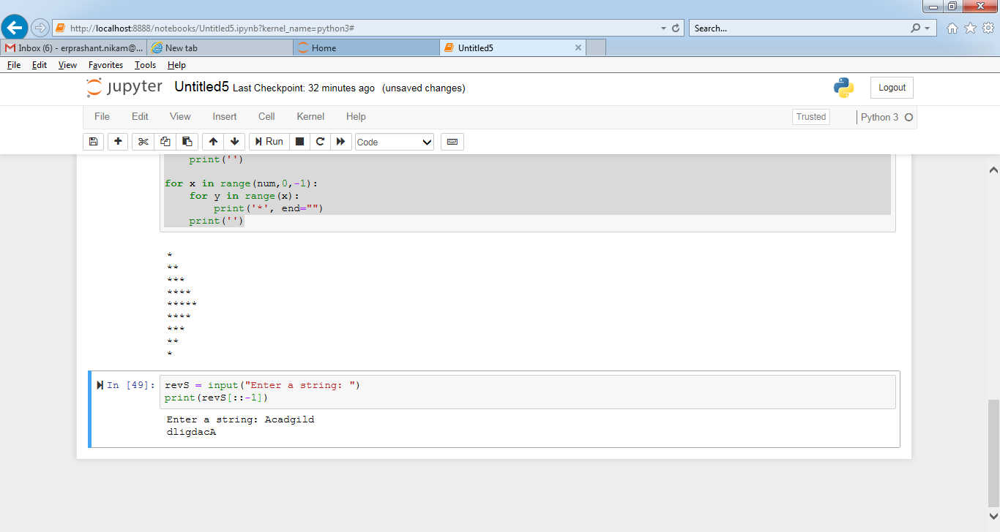 http://localhost:8888/notebooks/Untitled5.ipynb?kernel_name=python3#
Search...
Inbox (6) - erprashant.nikam@...
New tab
Home
Untitled5
File Edit View Favorites Tools Help
jupyter Untitled5 Last Checkpoint: 32 minutes ago (unsaved changes)
Logout
File Edit View Insert Cell Kernel Help
Trusted
Python 3
Run
Code
print('')
for x in range(num,0,-1):
    for y in range(x):
        print('*', end="")
    print('')
*
**
***
****
*****
****
***
**
*
In [49]:
revS = input("Enter a string: ")
print(revS[::-1])
Enter a string: Acadgild
dligdacA